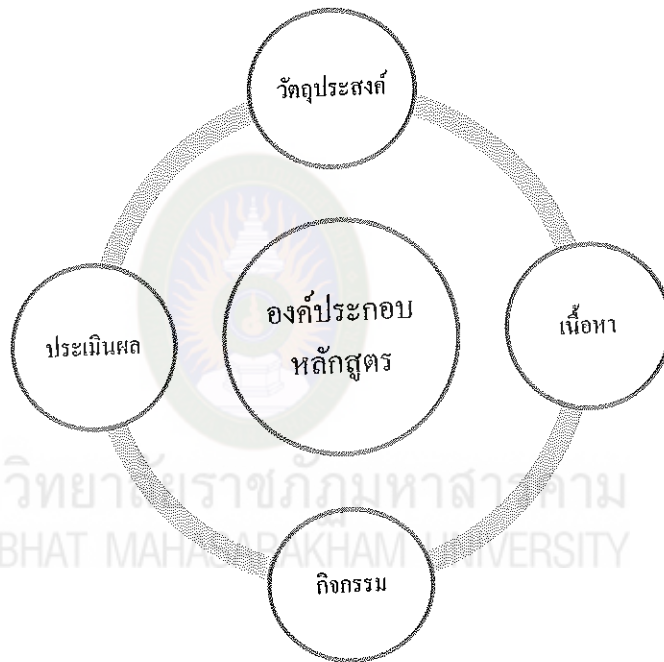 วัตถุประสงค์
องค์ประกอบ
หลักสูตร
เนื้อหา
ประเมินผล
กิจกรรม
วิทยาลัยราชภัฏมหาสารคาม
BHAT MAHASARAKHAM UNIVERSITY